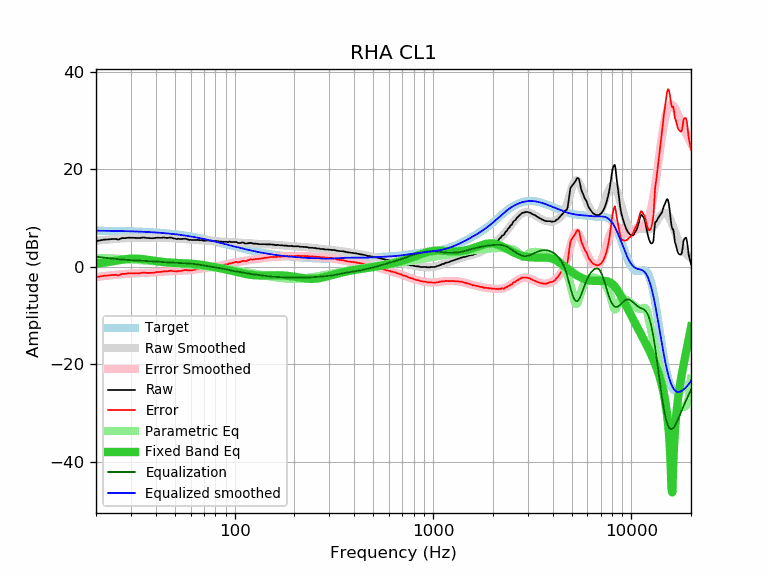 RHA CL1
Amplitude (dBr)
40
20
0
−20
−40
Target
Raw Smoothed
Error Smoothed
Raw
Error
Parametric Eq
Fixed Band Eq
Equalization
Equalized smoothed
100 1000 10000
Frequency (Hz)